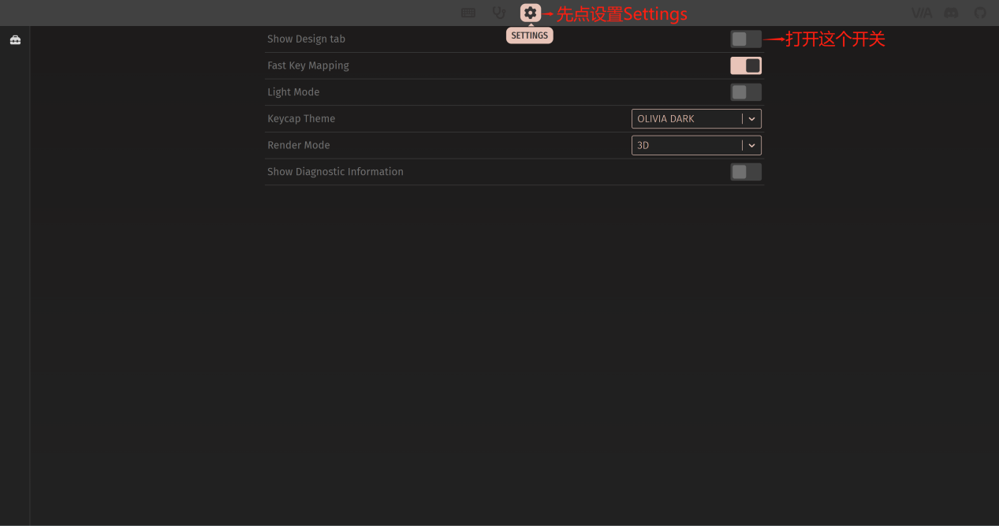 先点设置Settings
VIA
SETTINGS
Show Design tab
打开这个开关
Fast Key Mapping
Light Mode
Keycap Theme
OLIVIA DARK
Render Mode
3D
Show Diagnostic Information